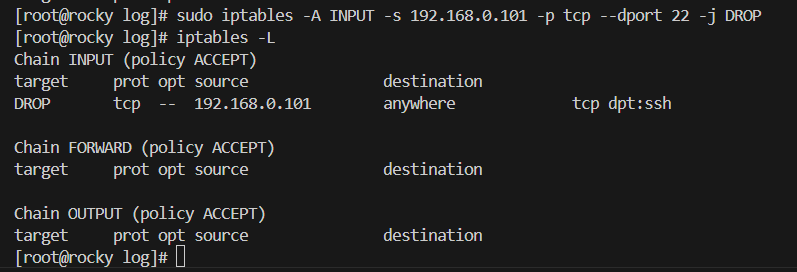 [root@rocky log]# sudo iptables -A INPUT -s 192.168.0.101 -p tcp --dport 22 -j DROP
[root@rocky log]# iptables -L
Chain INPUT (policy ACCEPT)
target     prot opt source               destination
DROP       tcp  --  192.168.0.101        anywhere             tcp dpt:ssh

Chain FORWARD (policy ACCEPT)
target     prot opt source               destination

Chain OUTPUT (policy ACCEPT)
target     prot opt source               destination
[root@rocky log]#